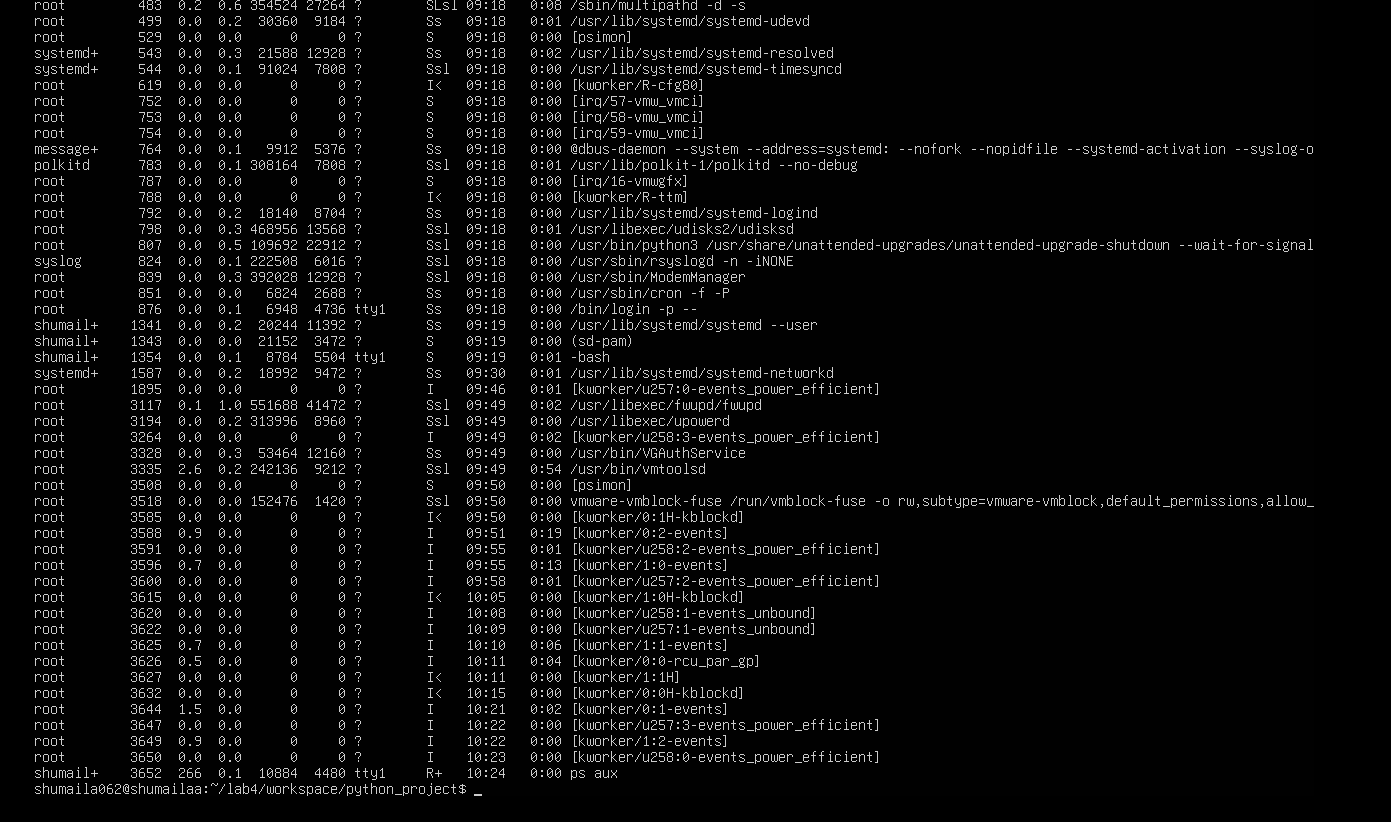 root         483  0.2  0.6 354524 27264 ?        SLsl 09:18   0:08 /sbin/multipathd -d -s
root         499  0.0  0.2  30360  9184 ?        Ss   09:18   0:01 /usr/lib/systemd/systemd-udevd
root         529  0.0  0.0      0     0 ?        S    09:18   0:00 [psimon]
systemd+     543  0.0  0.3  21588 12928 ?        Ss   09:18   0:02 /usr/lib/systemd/systemd-resolved
systemd+     544  0.0  0.1  91024  7808 ?        Ssl  09:18   0:00 /usr/lib/systemd/systemd-timesyncd
root         619  0.0  0.0      0     0 ?        I<   09:18   0:00 [kworker/R-cfg80]
root         752  0.0  0.0      0     0 ?        S    09:18   0:00 [irq/57-vmw_vmci]
root         753  0.0  0.0      0     0 ?        S    09:18   0:00 [irq/58-vmw_vmci]
root         754  0.0  0.0      0     0 ?        S    09:18   0:00 [irq/59-vmw_vmci]
message+     764  0.0  0.1   9912  5376 ?        Ss   09:18   0:00 @dbus-daemon --system --address=systemd: --nofork --nopidfile --systemd-activation --syslog-o
polkitd      783  0.0  0.1 308164  7808 ?        Ssl  09:18   0:01 /usr/lib/polkit-1/polkitd --no-debug
root         787  0.0  0.0      0     0 ?        S    09:18   0:00 [irq/16-vmwgfx]
root         788  0.0  0.0      0     0 ?        I<   09:18   0:00 [kworker/R-ttm]
root         792  0.0  0.2  18140  8704 ?        Ss   09:18   0:00 /usr/lib/systemd/systemd-logind
root         798  0.0  0.3 468956 13568 ?        Ssl  09:18   0:01 /usr/libexec/udisks2/udisksd
root         807  0.0  0.5 109692 22912 ?        Ssl  09:18   0:00 /usr/bin/python3 /usr/share/unattended-upgrades/unattended-upgrade-shutdown --wait-for-signal
syslog       824  0.0  0.1 222508  6016 ?        Ssl  09:18   0:00 /usr/sbin/rsyslogd -n -iNONE
root         839  0.0  0.3 392028 12928 ?        Ssl  09:18   0:00 /usr/sbin/ModemManager
root         851  0.0  0.0   6824  2688 ?        Ss   09:18   0:00 /usr/sbin/cron -f -P
root         876  0.0  0.1   6948  4736 tty1     Ss   09:18   0:00 /bin/login -p --
shumail+    1341  0.0  0.2  20244 11392 ?        Ss   09:19   0:00 /usr/lib/systemd/systemd --user
shumail+    1343  0.0  0.0  21152  3472 ?        S    09:19   0:00 (sd-pam)
shumail+    1354  0.0  0.1   8784  5504 tty1     S    09:19   0:01 -bash
systemd+    1587  0.0  0.2  18992  9472 ?        Ss   09:30   0:01 /usr/lib/systemd/systemd-networkd
root        1895  0.0  0.0      0     0 ?        I    09:46   0:01 [kworker/u257:0-events_power_efficient]
root        3117  0.1  1.0 551688 41472 ?        Ssl  09:49   0:02 /usr/libexec/fwupd/fwupd
root        3194  0.0  0.2 313996  8960 ?        Ssl  09:49   0:00 /usr/libexec/upowerd
root        3264  0.0  0.0      0     0 ?        I    09:49   0:02 [kworker/u258:3-events_power_efficient]
root        3328  0.0  0.3  53464 12160 ?        Ss   09:49   0:00 /usr/bin/VGAuthService
root        3335  2.6  0.2 242136  9212 ?        Ssl  09:49   0:54 /usr/bin/vmtoolsd
root        3508  0.0  0.0      0     0 ?        S    09:50   0:00 [psimon]
root        3518  0.0  0.0 152476  1420 ?        Ssl  09:50   0:00 vmware-vmblock-fuse /run/vmblock-fuse -o rw,subtype=vmware-vmblock,default_permissions,allow_
root        3585  0.0  0.0      0     0 ?        I<   09:50   0:00 [kworker/0:1H-kblockd]
root        3588  0.9  0.0      0     0 ?        I    09:51   0:19 [kworker/0:2-events]
root        3591  0.0  0.0      0     0 ?        I    09:55   0:01 [kworker/u258:2-events_power_efficient]
root        3596  0.7  0.0      0     0 ?        I    09:55   0:13 [kworker/1:0-events]
root        3600  0.0  0.0      0     0 ?        I    09:58   0:01 [kworker/u257:2-events_power_efficient]
root        3615  0.0  0.0      0     0 ?        I<   10:05   0:00 [kworker/1:0H-kblockd]
root        3620  0.0  0.0      0     0 ?        I    10:08   0:00 [kworker/u258:1-events_unbound]
root        3622  0.0  0.0      0     0 ?        I    10:09   0:00 [kworker/u257:1-events_unbound]
root        3625  0.7  0.0      0     0 ?        I    10:10   0:06 [kworker/1:1-events]
root        3626  0.5  0.0      0     0 ?        I    10:11   0:04 [kworker/0:0-rcu_par_gp]
root        3627  0.0  0.0      0     0 ?        I<   10:11   0:00 [kworker/1:1H]
root        3632  0.0  0.0      0     0 ?        I<   10:15   0:00 [kworker/0:0H-kblockd]
root        3644  1.5  0.0      0     0 ?        I    10:21   0:02 [kworker/0:1-events]
root        3647  0.0  0.0      0     0 ?        I    10:22   0:00 [kworker/u257:3-events_power_efficient]
root        3649  0.9  0.0      0     0 ?        I    10:22   0:00 [kworker/1:2-events]
root        3650  0.0  0.0      0     0 ?        I    10:23   0:00 [kworker/u258:0-events_power_efficient]
shumail+    3652  266  0.1  10884  4480 tty1     R+   10:24   0:00 ps aux
shumaila062@shumailaa:~/lab4/workspace/python_project$ _